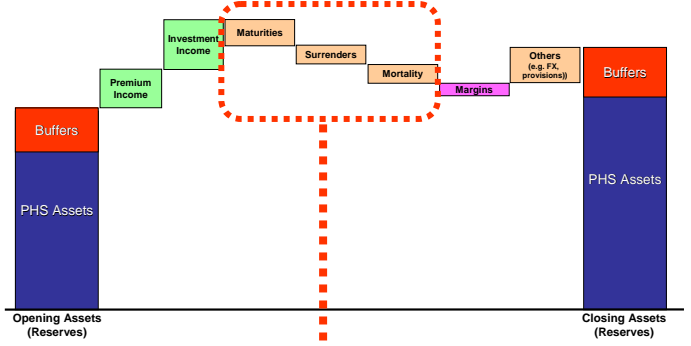 Investment
Income
Maturities
Surrenders
Mortality
Others
(e.g. FX,
provisions))
Premium
Income
Margins
Buffers
Buffers
PHS Assets
PHS Assets
Opening Assets
(Reserves)
Closing Assets
(Reserves)